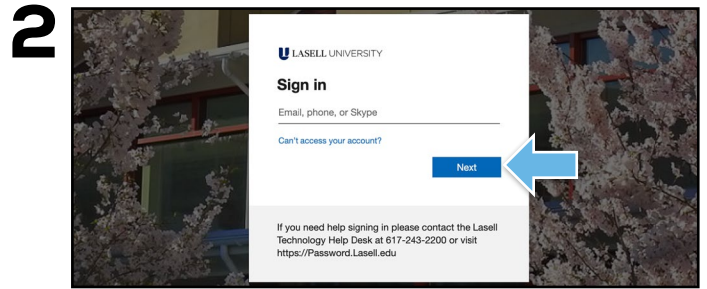 2
LASELL UNIVERSITY
Sign in
Email, phone, or Skype
Can't access your account?
Next
If you need help signing in please contact the Lasell
Technology Help Desk at 617-243-2200 or visit
https://Password.Lasell.edu